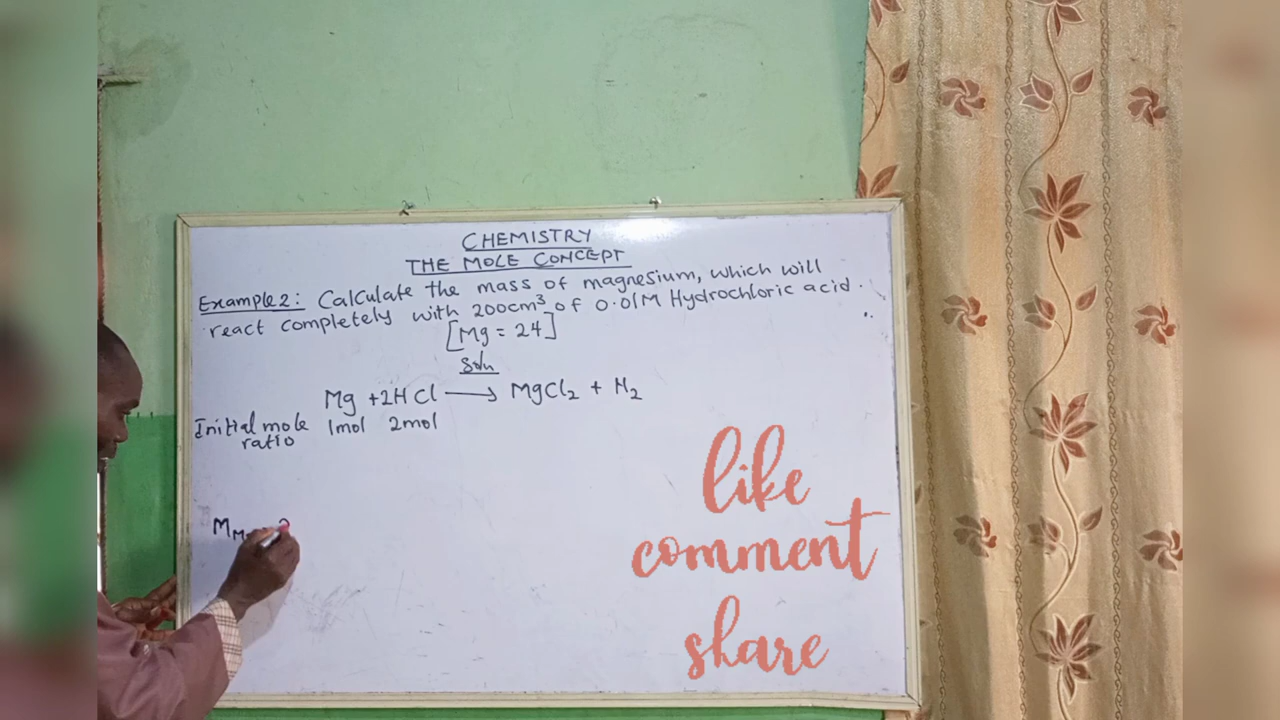 CHEMISTRY
THE MOLE CONCEPT
Example 2: Calculate the mass of magnesium, which will
react completely with 200cm³ of 0.01M Hydrochloric acid.
[Mg = 24]
Soln
Mg + 2HCl → MgCl₂ + H₂
Initial mole 1mol 2mol
ratio
like
comment
share